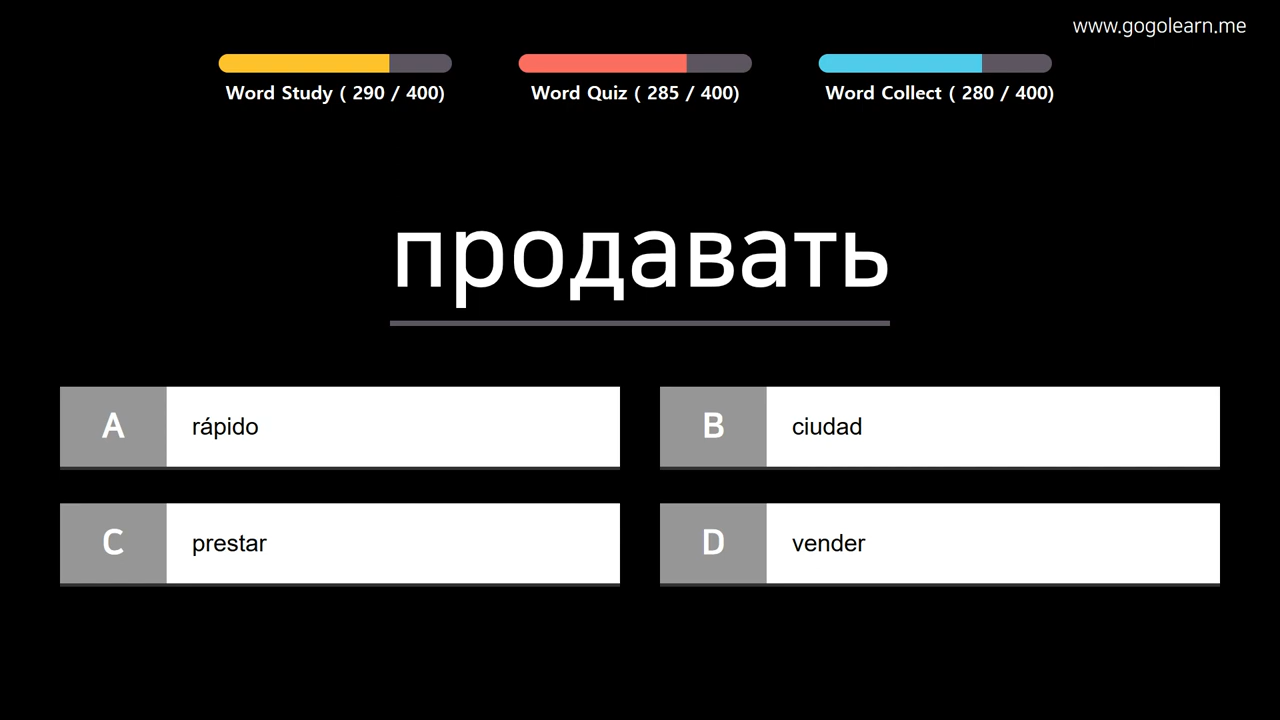 www.gogolearn.me
Word Study ( 290 / 400)
Word Quiz ( 285 / 400)
Word Collect ( 280 / 400)
продавать
A rápido
B ciudad
C prestar
D vender